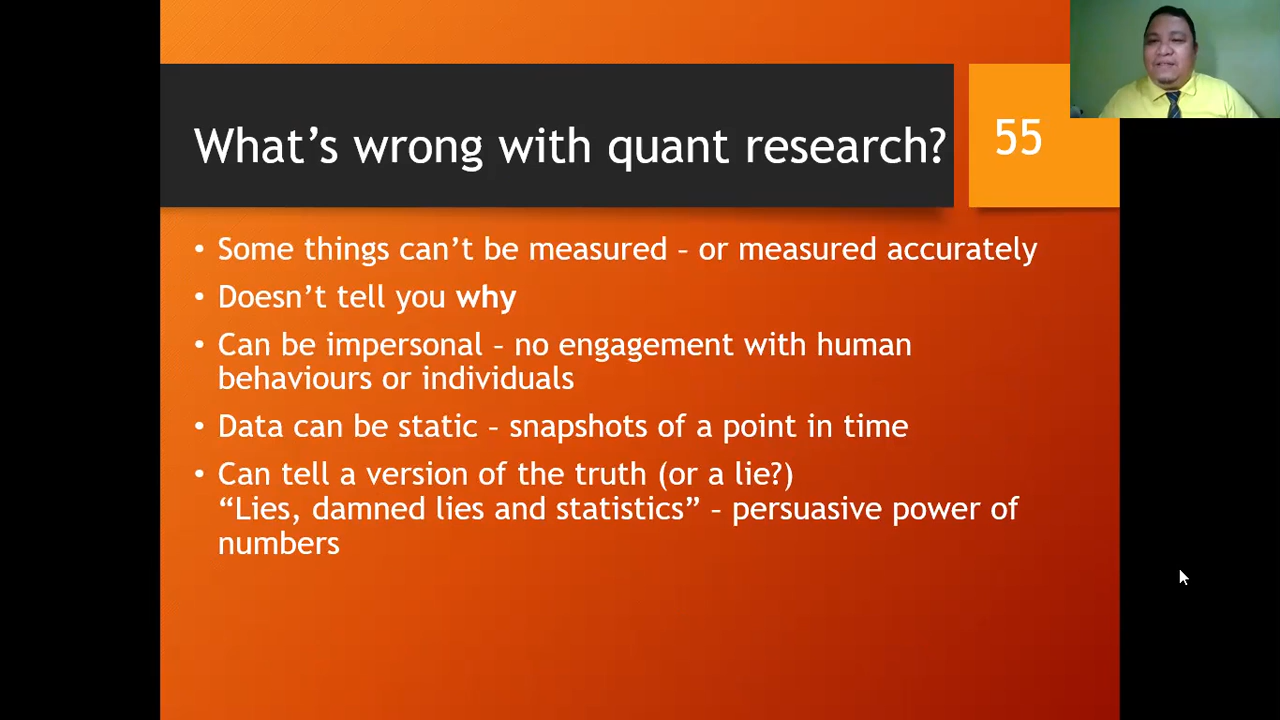 What’s wrong with quant research?
55
• Some things can’t be measured – or measured accurately
• Doesn’t tell you why
• Can be impersonal – no engagement with human
behaviours or individuals
• Data can be static – snapshots of a point in time
• Can tell a version of the truth (or a lie?)
“Lies, damned lies and statistics” – persuasive power of
numbers